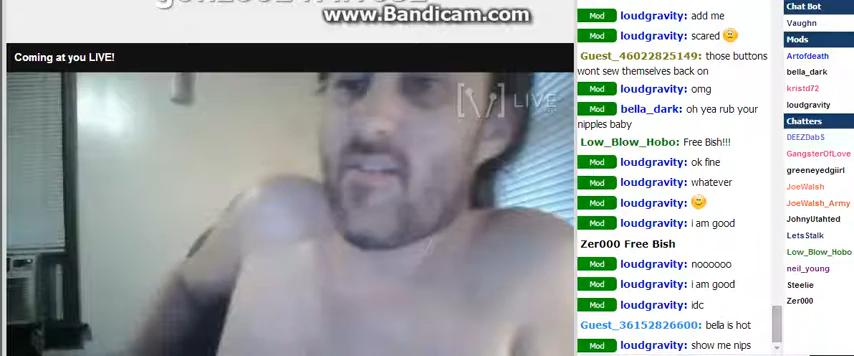 www.Bandicam.com
Coming at you LIVE!
[\/] LIVE
Mod loudgravity: add me
Mod loudgravity: scared
Guest_46022825149: those buttons
wont sew themselves back on
Mod loudgravity: omg
Mod bella_dark: oh yea rub your
nipples baby
Low_Blow_Hobo: Free Bish!!!
Mod loudgravity: ok fine
Mod loudgravity: whatever
Mod loudgravity:
Mod loudgravity: i am good
Zer000 Free Bish
Mod loudgravity: noooooo
Mod loudgravity: i am good
Mod loudgravity: idc
Guest_36152826600: bella is hot
Mod loudgravity: show me nips
Chat Bot
Vaughn
Mods
Artofdeath
bella_dark
kristd72
loudgravity
Chatters
DEEZDabS
GangsterOfLove
greeneyedgiirl
JoeWalsh
JoeWalsh_Army
JohnyUtahted
LetsStalk
Low_Blow_Hobo
neil_young
Steelie
Zer000